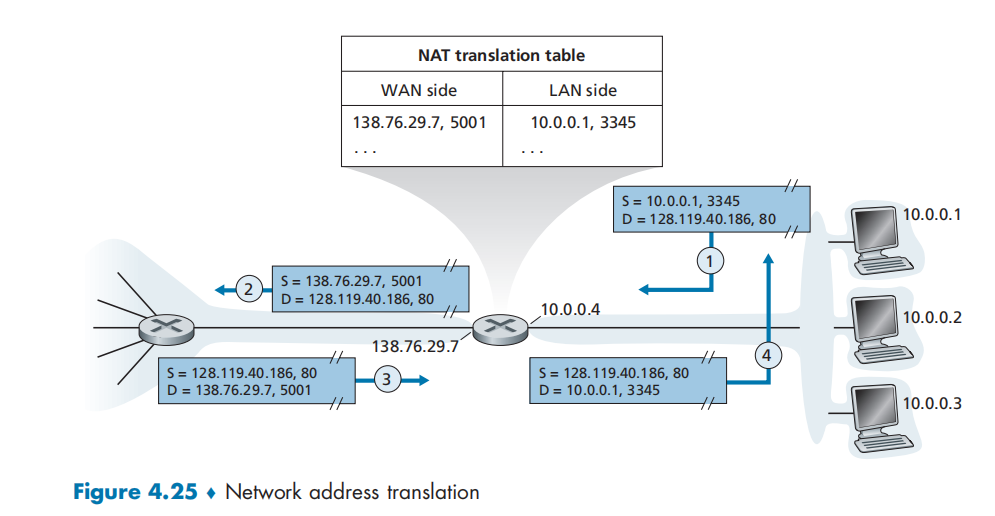 NAT translation table
WAN side LAN side
138.76.29.7, 5001 10.0.0.1, 3345
. . . . . .
S = 10.0.0.1, 3345
D = 128.119.40.186, 80
10.0.0.1
1
2
S = 138.76.29.7, 5001
D = 128.119.40.186, 80
10.0.0.4
10.0.0.2
138.76.29.7
4
S = 128.119.40.186, 80
D = 138.76.29.7, 5001
3
S = 128.119.40.186, 80
D = 10.0.0.1, 3345
10.0.0.3
Figure 4.25 ♦ Network address translation